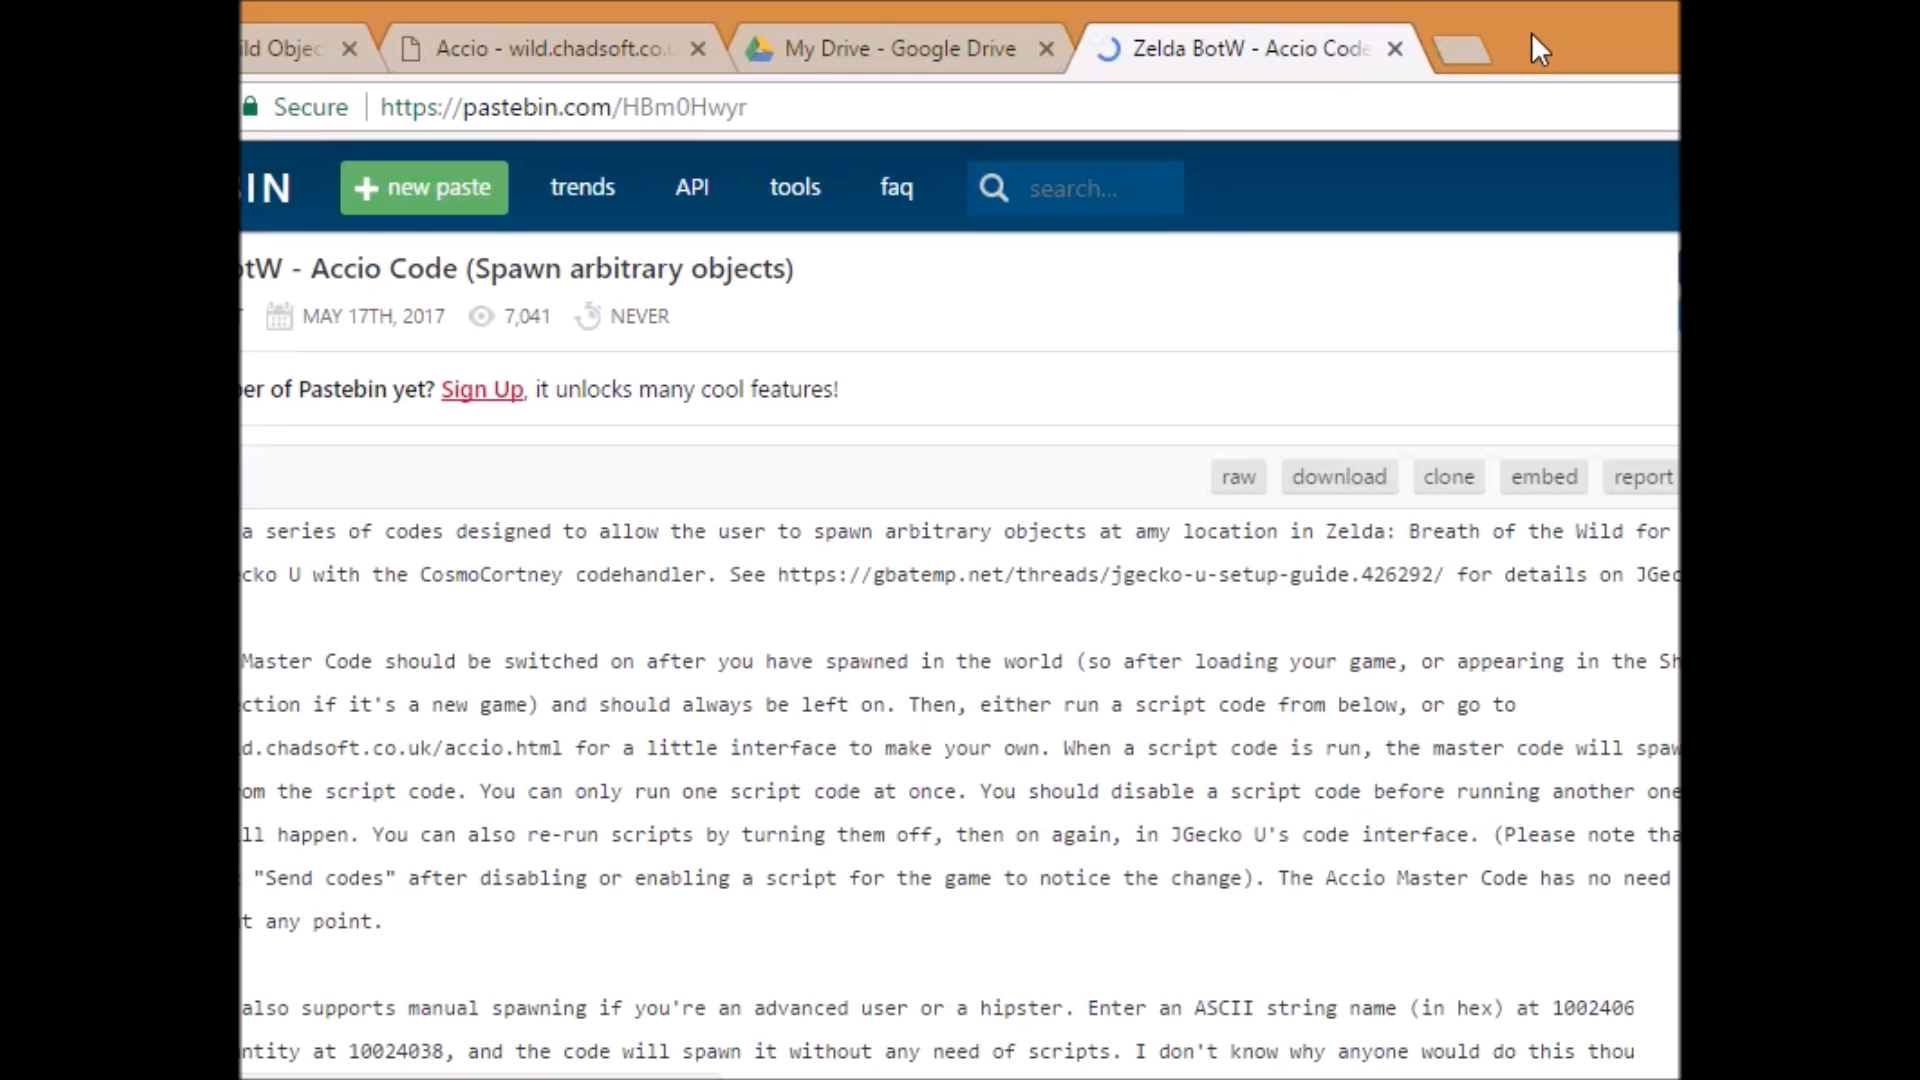 ild Objec
Accio - wild.chadsoft.co.
My Drive - Google Drive
Zelda BotW - Accio Code
Secure
https://pastebin.com/HBm0Hwyr
IN
new paste
trends
API
tools
faq
search...
otW - Accio Code (Spawn arbitrary objects)
MAY 17TH, 2017
7,041
NEVER
ber of Pastebin yet? Sign Up, it unlocks many cool features!
raw
download
clone
embed
report
a series of codes designed to allow the user to spawn arbitrary objects at amy location in Zelda: Breath of the Wild for
cko U with the CosmoCortney codehandler. See https://gbatemp.net/threads/jgecko-u-setup-guide.426292/ for details on JGec
Master Code should be switched on after you have spawned in the world (so after loading your game, or appearing in the Sh
ction if it's a new game) and should always be left on. Then, either run a script code from below, or go to
d.chadsoft.co.uk/accio.html for a little interface to make your own. When a script code is run, the master code will spaw
om the script code. You can only run one script code at once. You should disable a script code before running another one
ll happen. You can also re-run scripts by turning them off, then on again, in JGecko U's code interface. (Please note tha
"Send codes" after disabling or enabling a script for the game to notice the change). The Accio Master Code has no need
t any point.
also supports manual spawning if you're an advanced user or a hipster. Enter an ASCII string name (in hex) at 1002406
ntity at 10024038, and the code will spawn it without any need of scripts. I don't know why anyone would do this thou